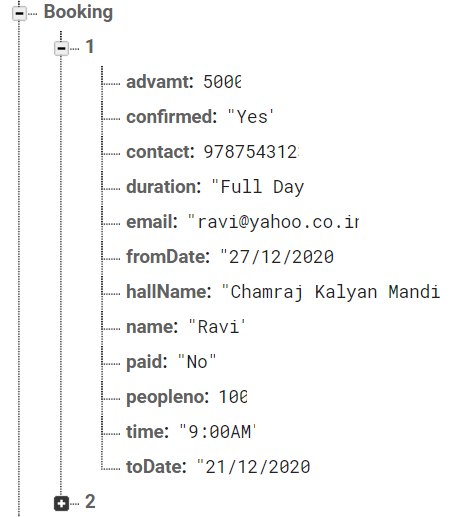 Booking
1
advamt: 5000
confirmed: "Yes"
contact: 978754312
duration: "Full Day
email: "ravi@yahoo.co.in
fromDate: "27/12/2020
hallName: "Chamraj Kalyan Mandi
name: "Ravi"
paid: "No"
peopleno: 100
time: "9:00AM"
toDate: "21/12/2020
2